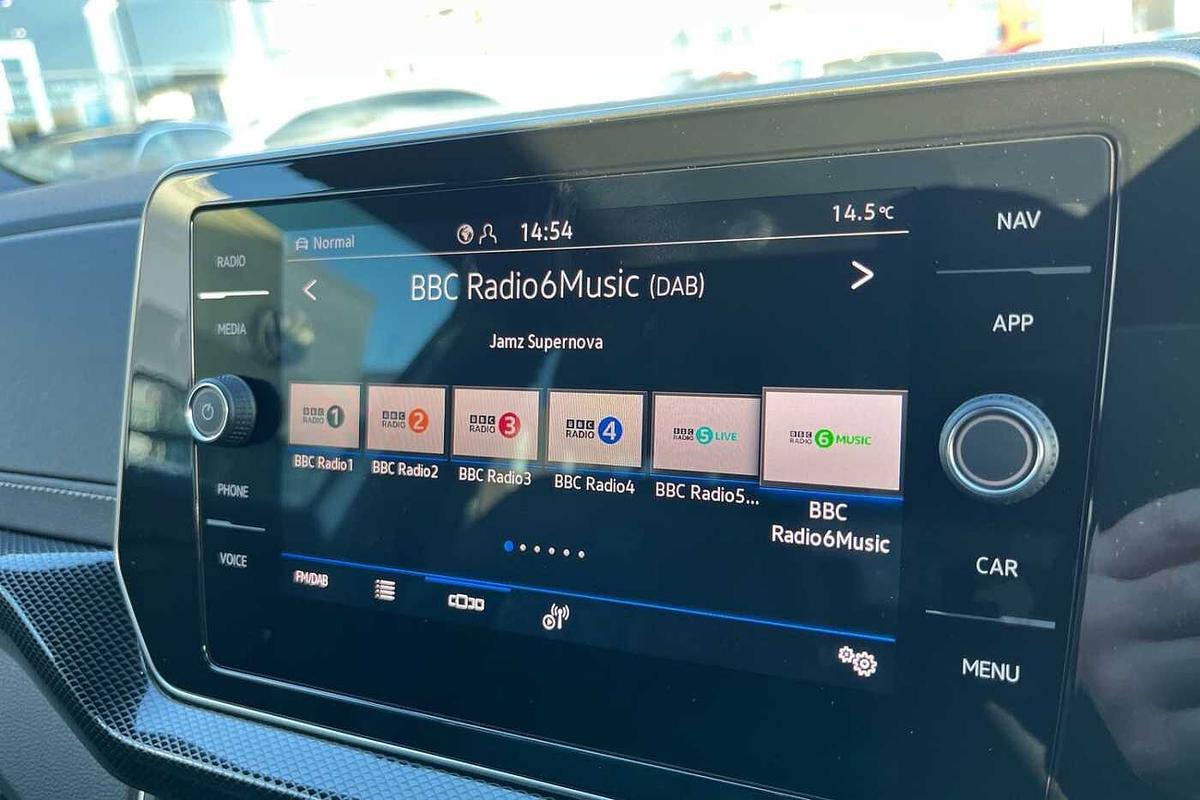 Normal
14:54
14.5°C
RADIO
MEDIA
PHONE
VOICE
< BBC Radio6Music (DAB) >
Jamz Supernova
BBC RADIO 1
BBC RADIO 2
BBC RADIO 3
BBC RADIO 4
BBC RADIO 5 LIVE
BBC RADIO 6 MUSIC
BBC Radio1
BBC Radio2
BBC Radio3
BBC Radio4
BBC Radio5...
BBC
Radio6Music
FM/DAB
NAV
APP
CAR
MENU